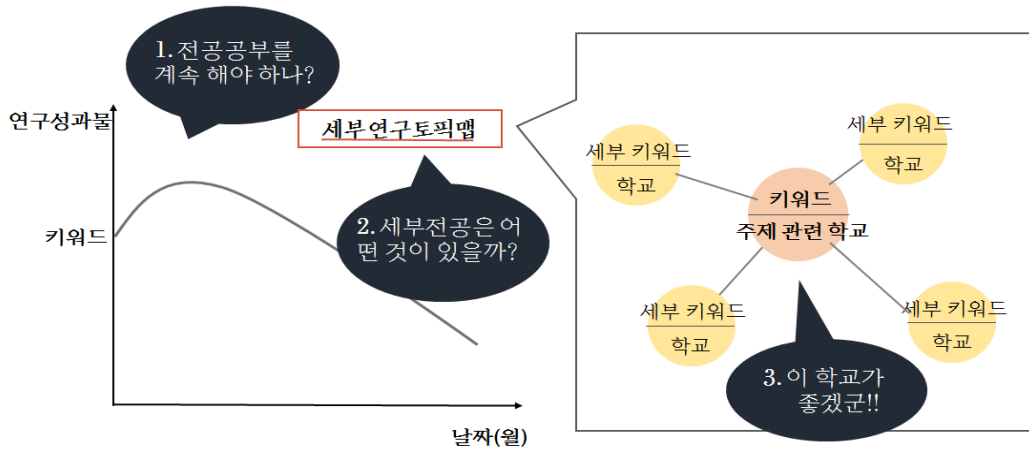 1. 전공공부를
계속 해야 하나?
연구성과물
세부연구토픽맵
키워드
2. 세부전공은 어
떤 것이 있을까?
날짜(월)
세부 키워드
학교
세부 키워드
학교
키워드
주제 관련 학교
세부 키워드
학교
세부 키워드
학교
3. 이 학교가
좋겠군!!